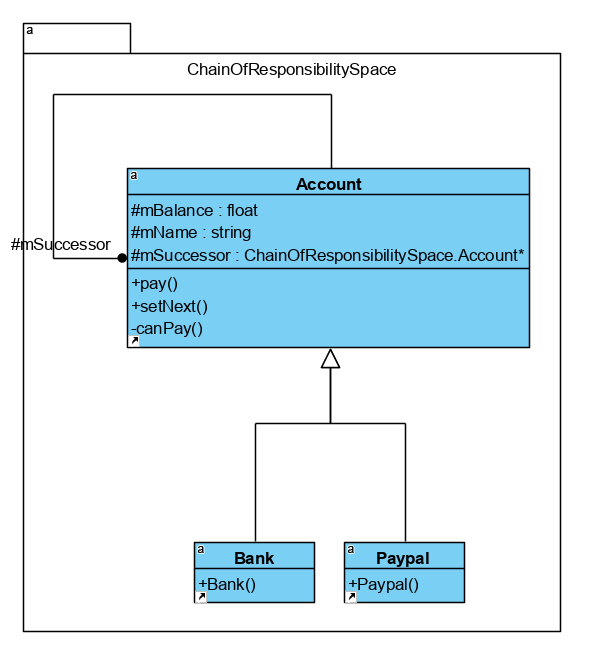 a
ChainOfResponsibilitySpace
a
Account
#mBalance : float
#mName : string
#mSuccessor
#mSuccessor : ChainOfResponsibilitySpace.Account*
+pay()
+setNext()
-canPay()
a
Bank
+Bank()
a
Paypal
+Paypal()